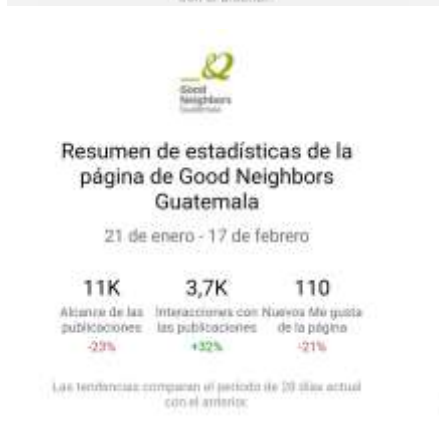 Good
Neighbors
Guatemala
Resumen de estadísticas de la
página de Good Neighbors
Guatemala
21 de enero - 17 de febrero
11K
3,7K
110
Alcance de las
publicaciones
Interacciones con
las publicaciones
Nuevos Me gusta
de la página
-23%
+32%
-21%
Las tendencias comparan el período de 28 días actual
con el anterior.